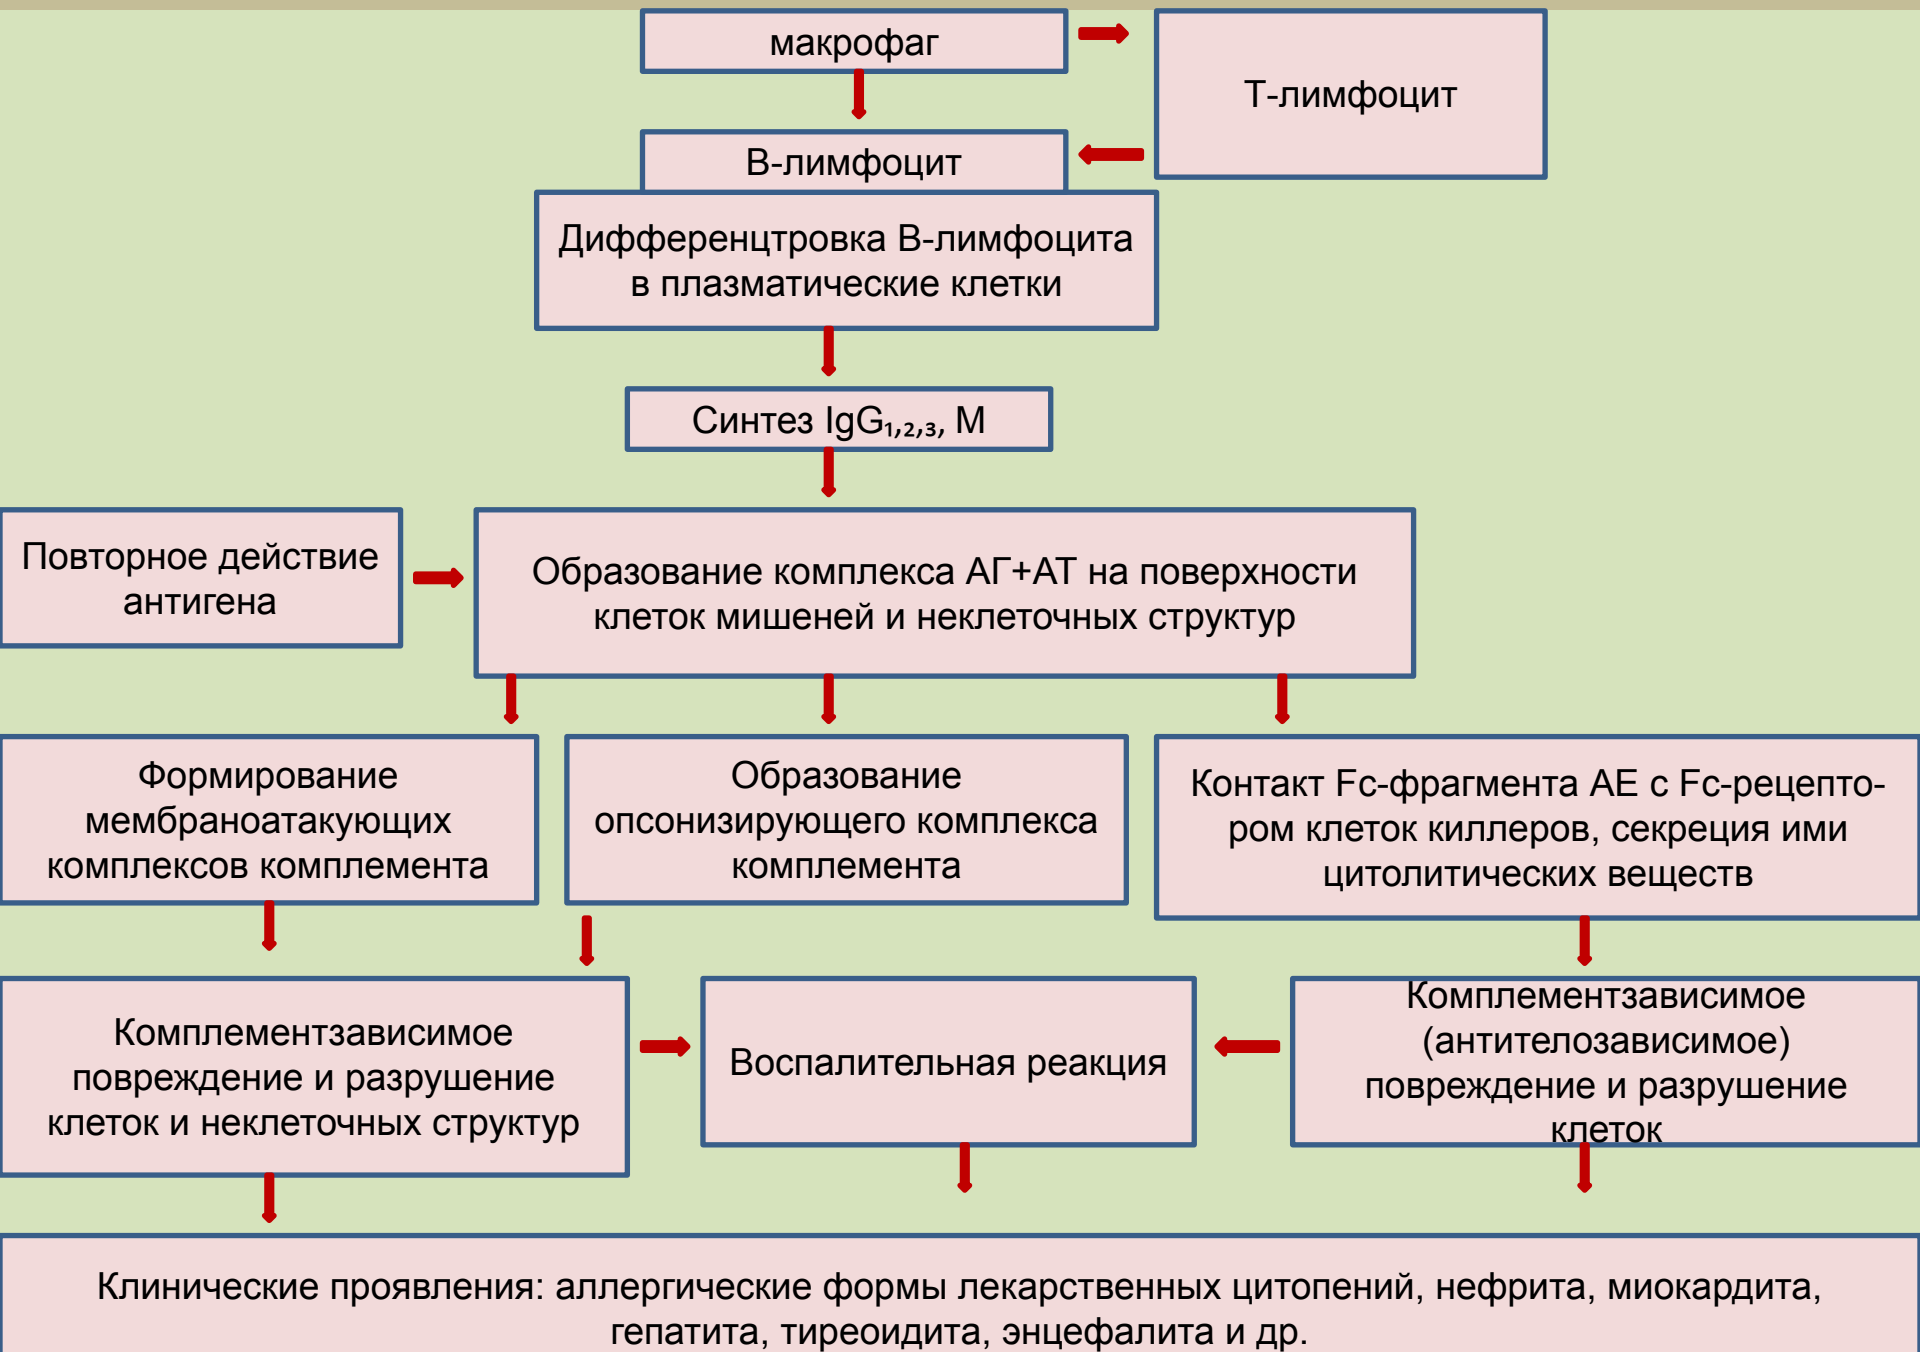 макрофаг
Т-лимфоцит
В-лимфоцит
Дифференцтровка В-лимфоцита
в плазматические клетки
Синтез IgG₁,₂,₃, М
Повторное действие
антигена
Образование комплекса АГ+АТ на поверхности
клеток мишеней и неклеточных структур
Формирование
мембраноатакующих
комплексов комплемента
Образование
опсонизирующего комплекса
комплемента
Контакт Fc-фрагмента АЕ с Fc-рецепто-
ром клеток киллеров, секреция ими
цитолитических веществ
Комплементзависимое
повреждение и разрушение
клеток и неклеточных структур
Воспалительная реакция
Комплементзависимое
(антителозависимое)
повреждение и разрушение
клеток
Клинические проявления: аллергические формы лекарственных цитопений, нефрита, миокардита,
гепатита, тиреоидита, энцефалита и др.